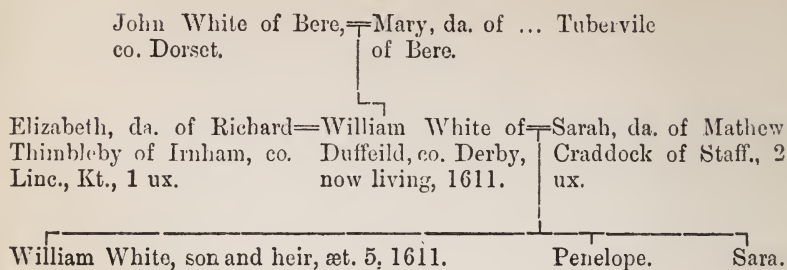 John White of Bere, Mary, da. of ... Tubervile
co. Dorset. of Bere.
Elizabeth, da. of Richard William White of Sarah, da. of Mathew
Thimbleby of Irnham, co. Duffeild, co. Derby, Craddock of Staff., 2
Linc., Kt., 1 ux. now living, 1611. ux.
William White, son and heir, æt. 5, 1611. Penelope. Sara.